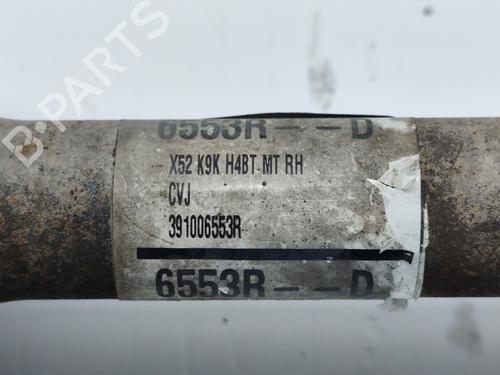 B-PARTS
6553R--D
X52 K9K H4BT MT RH
CVJ
391006553R
6553R--D